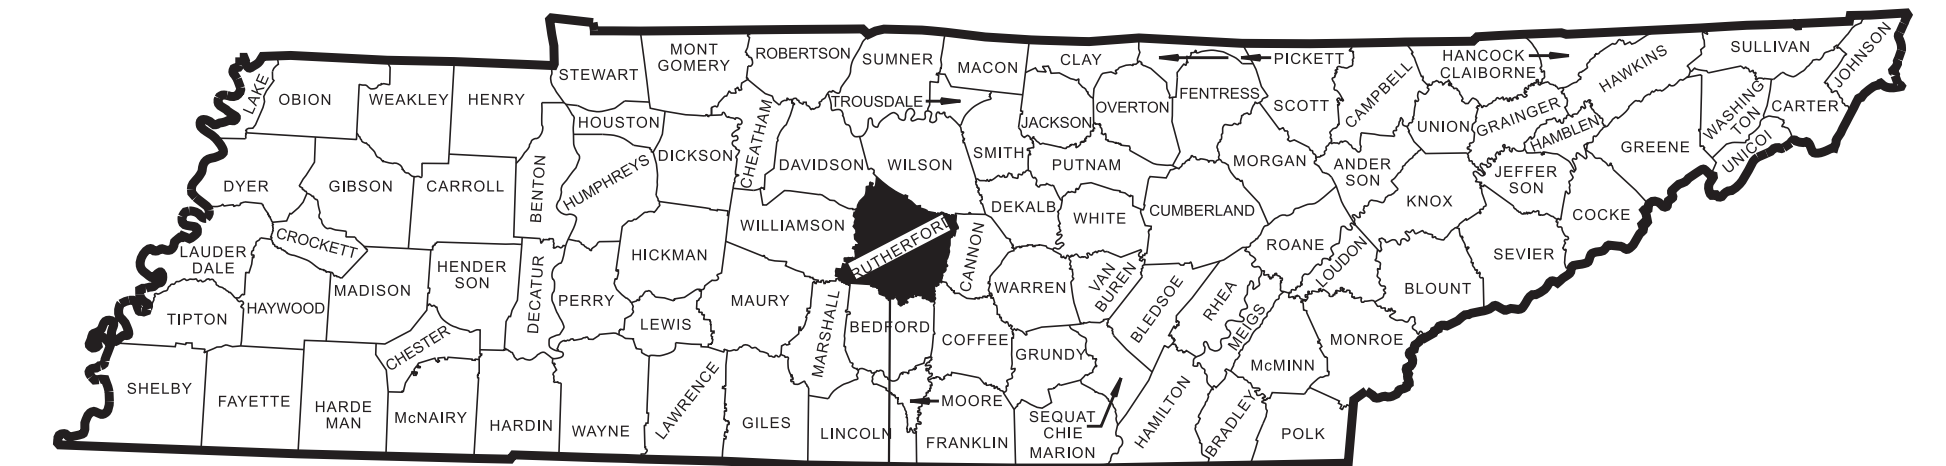 LAKE
OBION
WEAKLEY
HENRY
STEWART
MONT
GOMERY
ROBERTSON
SUMNER
MACON
CLAY
PICKETT
HANCOCK
CLAIBORNE
HAWKINS
SULLIVAN
JOHNSON
TROUSDALE
HOUSTON
CHEATHAM
JACKSON
OVERTON
FENTRESS
SCOTT
CAMPBELL
UNION
GRAINGER
HAMBLEN
GREENE
WASHING
TON
CARTER
UNICOI
DYER
GIBSON
CARROLL
BENTON
HUMPHREYS
DICKSON
DAVIDSON
WILSON
SMITH
PUTNAM
MORGAN
ANDER
SON
KNOX
JEFFER
SON
COCKE
CROCKETT
WILLIAMSON
RUTHERFORD
CANNON
DEKALB
WHITE
CUMBERLAND
ROANE
LOUDON
SEVIER
LAUDER
DALE
HAYWOOD
MADISON
HENDER
SON
DECATUR
PERRY
HICKMAN
MAURY
MARSHALL
BEDFORD
WARREN
VAN
BUREN
BLEDSOE
RHEA
MEIGS
BLOUNT
TIPTON
CHESTER
LEWIS
COFFEE
GRUNDY
McMINN
MONROE
SHELBY
FAYETTE
HARDE
MAN
McNAIRY
HARDIN
WAYNE
LAWRENCE
GILES
LINCOLN
MOORE
FRANKLIN
SEQUAT
CHIE
MARION
HAMILTON
BRADLEY
POLK